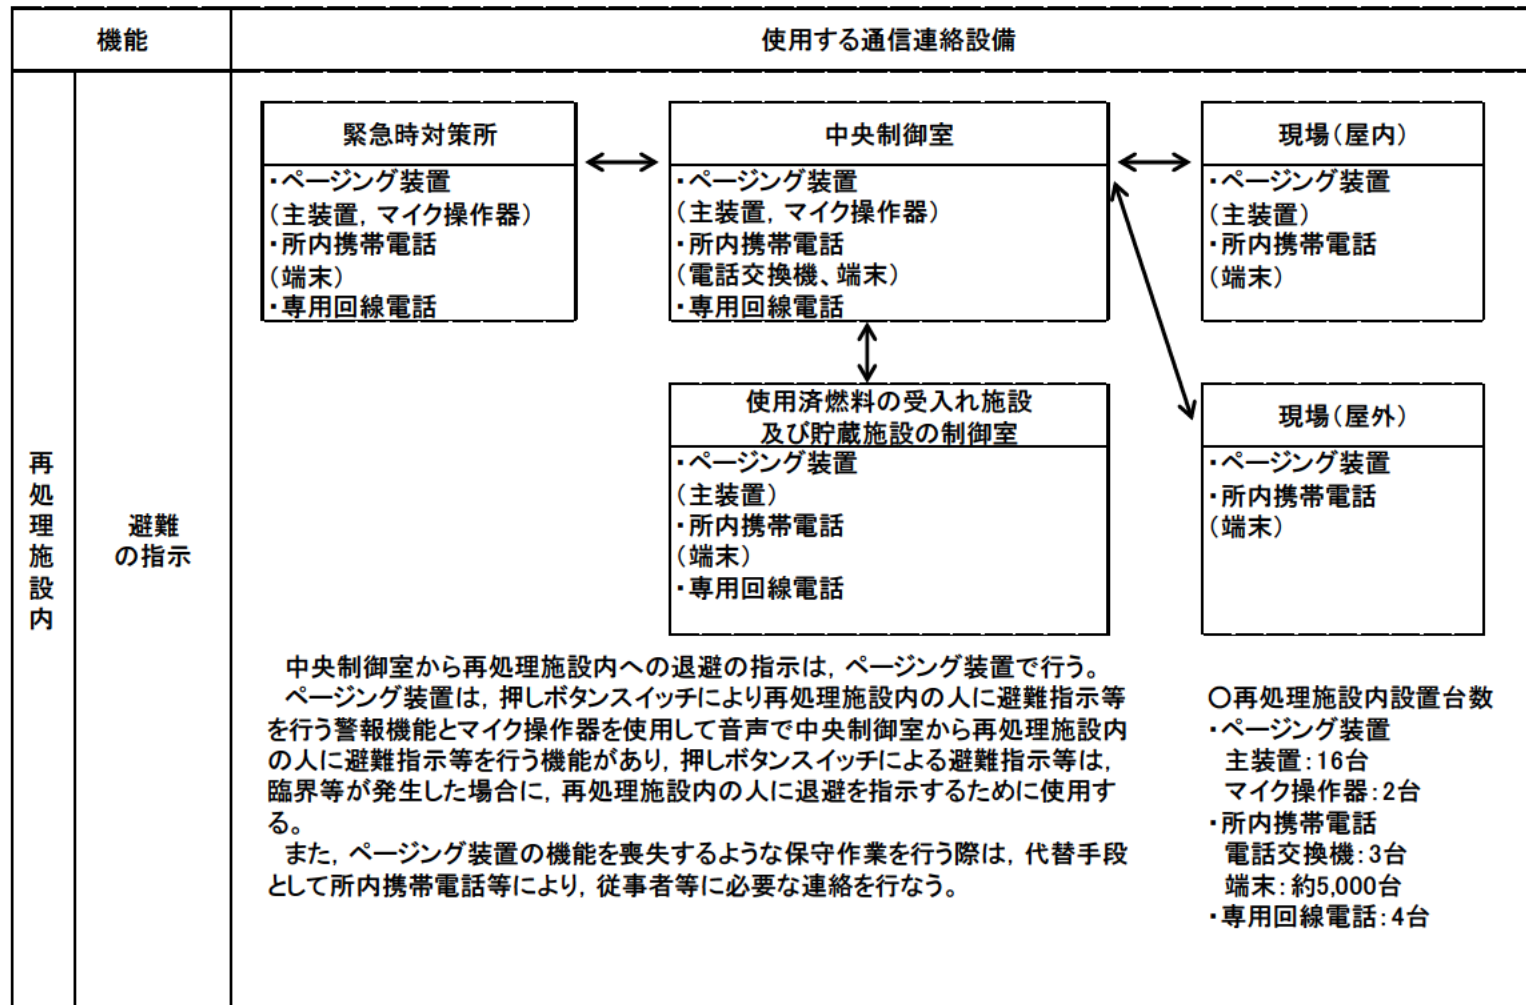 機能
使用する通信連絡設備
再処理施設内
避難
の指示
緊急時対策所
・ページング装置
(主装置, マイク操作器)
・所内携帯電話
(端末)
・専用回線電話
中央制御室
・ページング装置
(主装置, マイク操作器)
・所内携帯電話
(電話交換機、端末)
・専用回線電話
現場(屋内)
・ページング装置
(主装置)
・所内携帯電話
(端末)
使用済燃料の受入れ施設
及び貯蔵施設の制御室
・ページング装置
(主装置)
・所内携帯電話
(端末)
・専用回線電話
現場(屋外)
・ページング装置
・所内携帯電話
(端末)
中央制御室から再処理施設内への退避の指示は, ページング装置で行う。
ページング装置は, 押しボタンスイッチにより再処理施設内の人に避難指示等
を行う警報機能とマイク操作器を使用して音声で中央制御室から再処理施設内
の人に避難指示等を行う機能があり, 押しボタンスイッチによる避難指示等は,
臨界等が発生した場合に, 再処理施設内の人に退避を指示するために使用す
る。
また, ページング装置の機能を喪失するような保守作業を行う際は, 代替手段
として所内携帯電話等により, 従事者等に必要な連絡を行なう。
〇再処理施設内設置台数
・ページング装置
主装置:16台
マイク操作器:2台
・所内携帯電話
電話交換機:3台
端末:約5,000台
・専用回線電話:4台